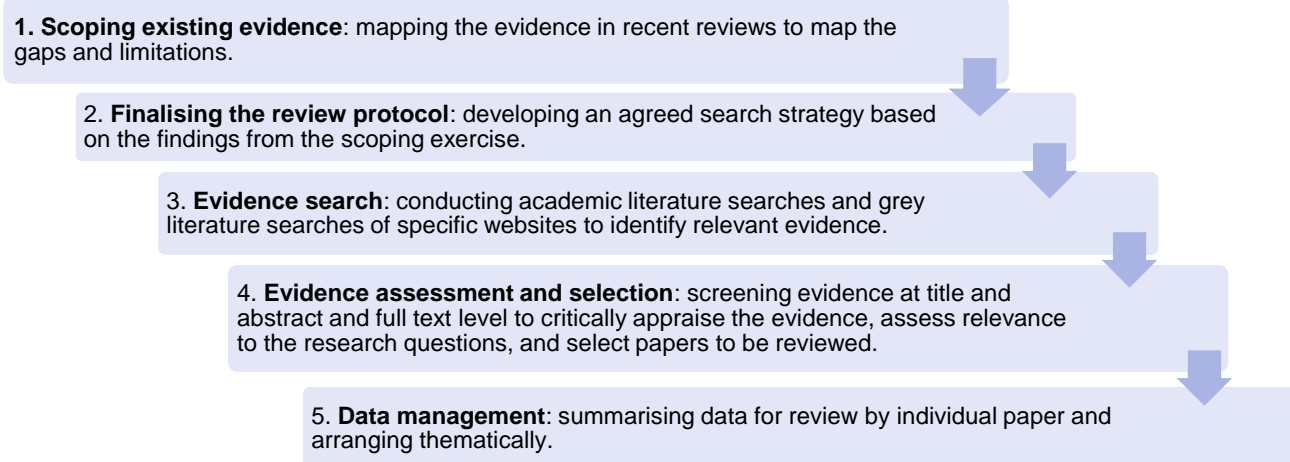 1. Scoping existing evidence: mapping the evidence in recent reviews to map the
gaps and limitations.
2. Finalising the review protocol: developing an agreed search strategy based
on the findings from the scoping exercise.
3. Evidence search: conducting academic literature searches and grey
literature searches of specific websites to identify relevant evidence.
4. Evidence assessment and selection: screening evidence at title and
abstract and full text level to critically appraise the evidence, assess relevance
to the research questions, and select papers to be reviewed.
5. Data management: summarising data for review by individual paper and
arranging thematically.